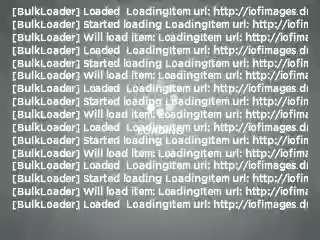 [BulkLoader] Loaded LoadingItem url: http://iofimages.d
[BulkLoader] Started loading LoadingItem url: http://iofi
[BulkLoader] Will load item: LoadingItem url: http://iofima
[BulkLoader] Loaded LoadingItem url: http://iofimages.d
[BulkLoader] Started loading LoadingItem url: http://iofi
[BulkLoader] Will load item: LoadingItem url: http://iofima
[BulkLoader] Loaded LoadingItem url: http://iofimages.d
[BulkLoader] Started loading LoadingItem url: http://iofi
[BulkLoader] Will load item: LoadingItem url: http://iofima
[BulkLoader] Loaded LoadingItem url: http://iofimages.d
[BulkLoader] Started loading LoadingItem url: http://iofi
[BulkLoader] Will load item: LoadingItem url: http://iofima
[BulkLoader] Loaded LoadingItem url: http://iofimages.d
[BulkLoader] Started loading LoadingItem url: http://iofi
[BulkLoader] Will load item: LoadingItem url: http://iofima
[BulkLoader] Loaded LoadingItem url: http://iofimages.d